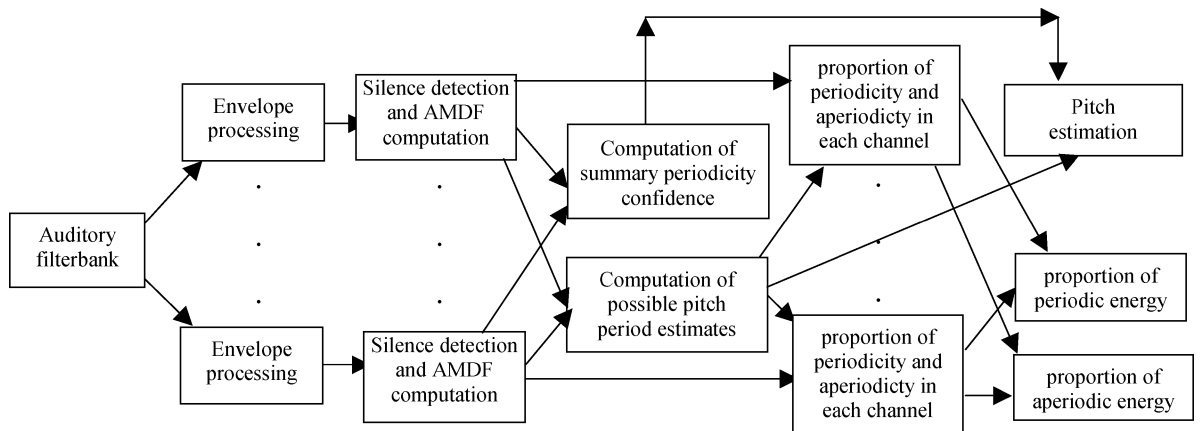 Auditory
filterbank
Envelope
processing
Envelope
processing
Silence detection
and AMDF
computation
Silence detection
and AMDF
computation
Computation of
summary periodicity
confidence
Computation of
possible pitch
period estimates
proportion of
periodicity and
aperiodicity in
each channel
proportion of
periodicity and
aperiodicty in
each channel
Pitch
estimation
proportion of
periodic energy
proportion of
aperiodic energy